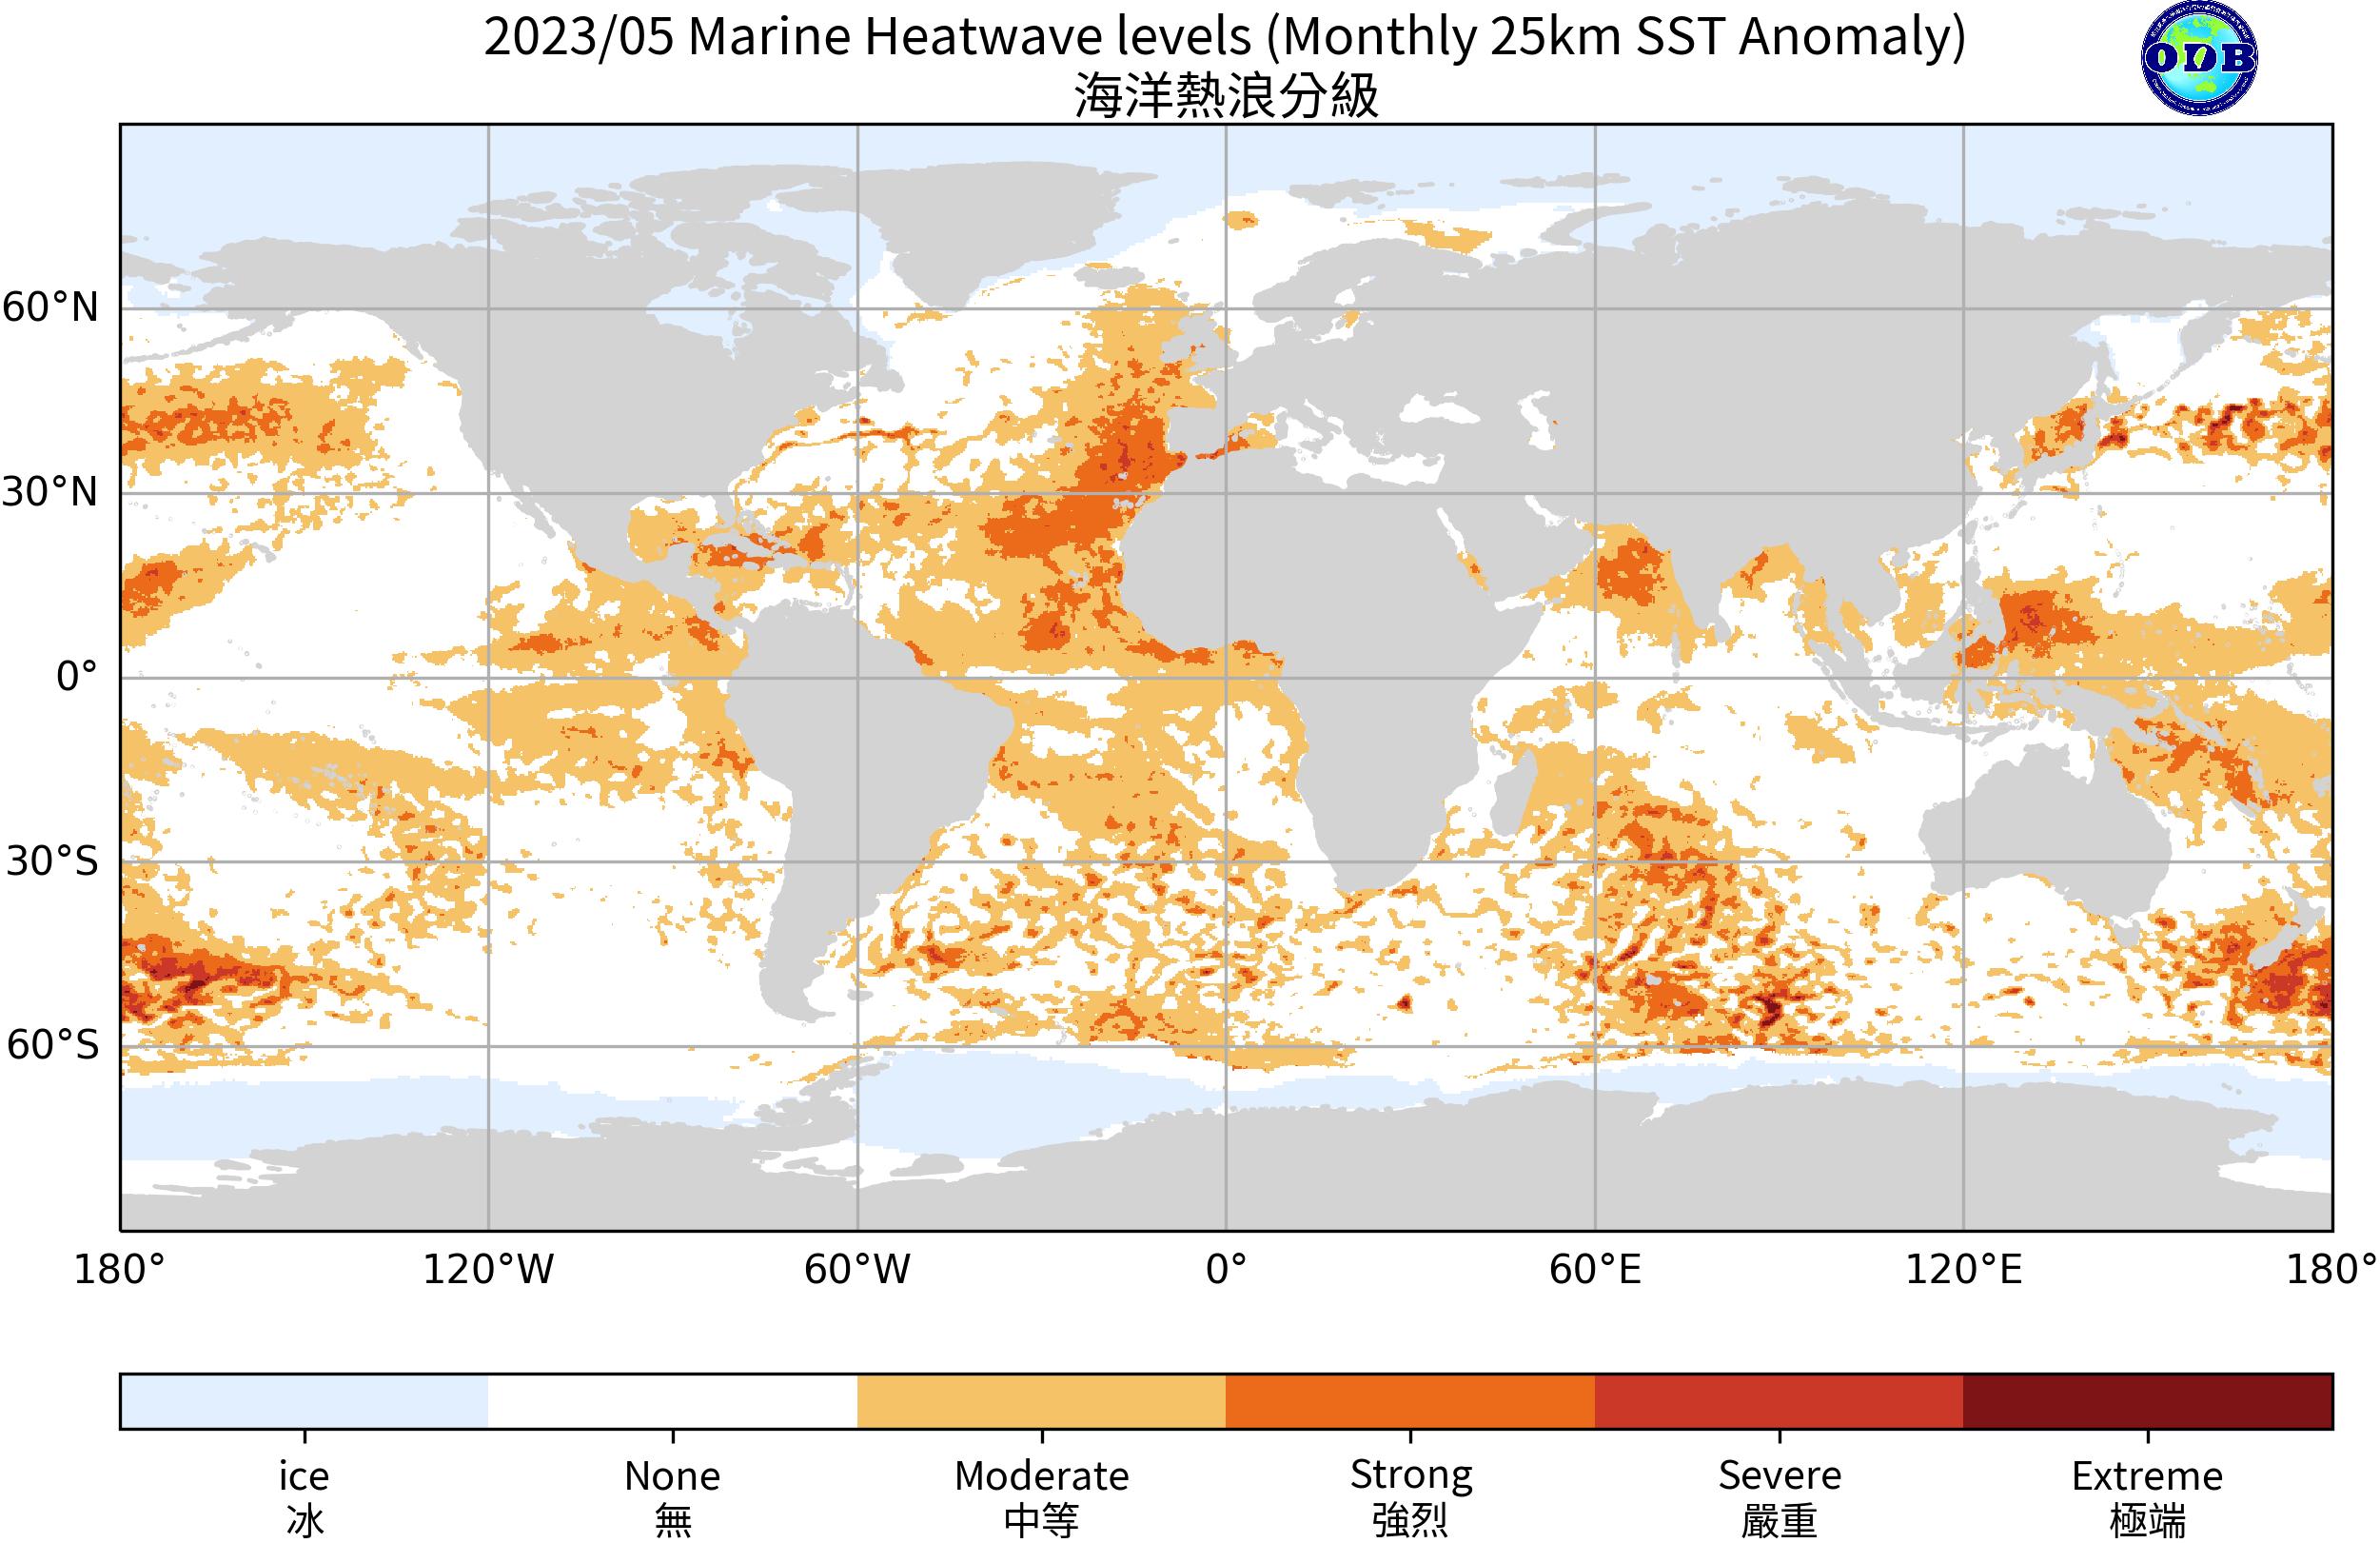 2023/05 Marine Heatwave levels (Monthly 25km SST Anomaly)
海洋熱浪分級
ODB
60°N
30°N
0°
30°S
60°S
180° 120°W 60°W 0° 60°E 120°E 180°
ice None Moderate Strong Severe Extreme
冰 無 中等 強烈 嚴重 極端